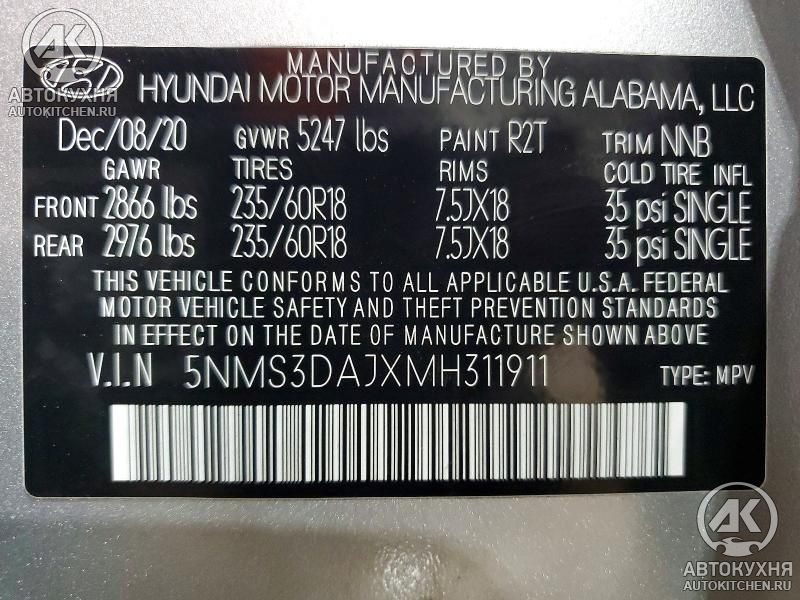 MANUFACTURED BY
HYUNDAI MOTOR MANUFACTURING ALABAMA, LLC
Dec/08/20 GVWR 5247 lbs PAINT R2T TRIM NNB
GAWR TIRES RIMS COLD TIRE INFL
FRONT 2866 lbs 235/60R18 7.5JX18 35 psi SINGLE
REAR 2976 lbs 235/60R18 7.5JX18 35 psi SINGLE
THIS VEHICLE CONFORMS TO ALL APPLICABLE U.S.A. FEDERAL
MOTOR VEHICLE SAFETY AND THEFT PREVENTION STANDARDS
IN EFFECT ON THE DATE OF MANUFACTURE SHOWN ABOVE
V.I.N 5NMS3DAJXMH311911 TYPE: MPV
АК
АВТОКУХНЯ
AUTOKITCHEN.RU
АК
АВТОКУХНЯ
AUTOKITCHEN.RU